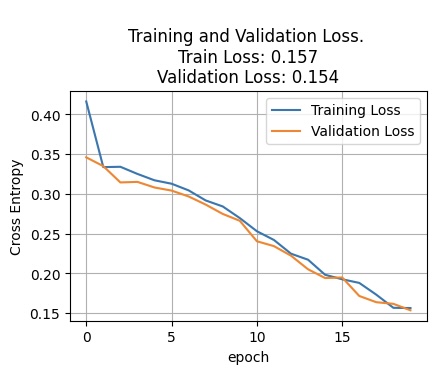 Training and Validation Loss.
Train Loss: 0.157
Validation Loss: 0.154
Training Loss
Validation Loss
Cross Entropy
0.40
0.35
0.30
0.25
0.20
0.15
0
5
10
15
epoch